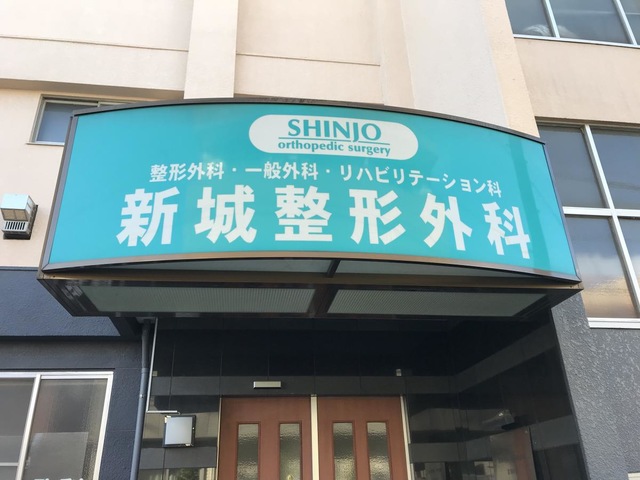 SHINJO
orthopedic surgery
整形外科・一般外科・リハビリテーション科
新城整形外科